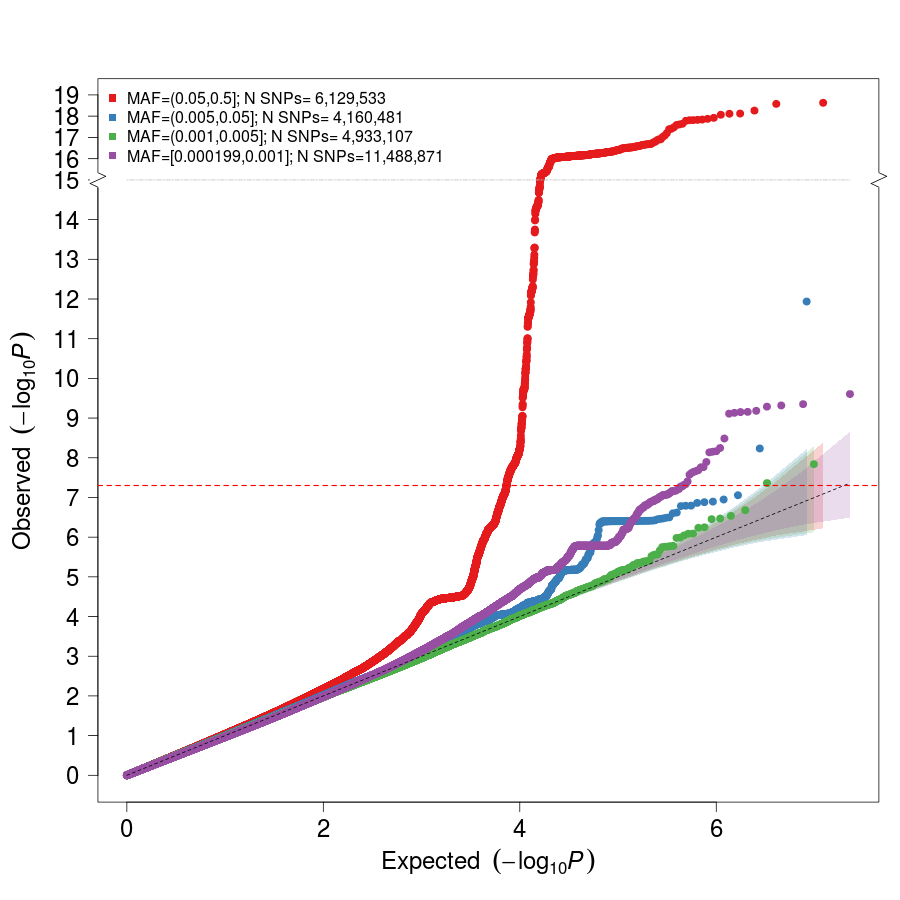 MAF=(0.05,0.5]; N SNPs= 6,129,533
MAF=(0.005,0.05]; N SNPs= 4,160,481
MAF=(0.001,0.005]; N SNPs= 4,933,107
MAF=[0.000199,0.001]; N SNPs=11,488,871
19
18
17
16
15
14
13
12
11
10
9
8
7
6
5
4
3
2
1
0
Observed (−log10P)
0 2 4 6
Expected (−log10P)